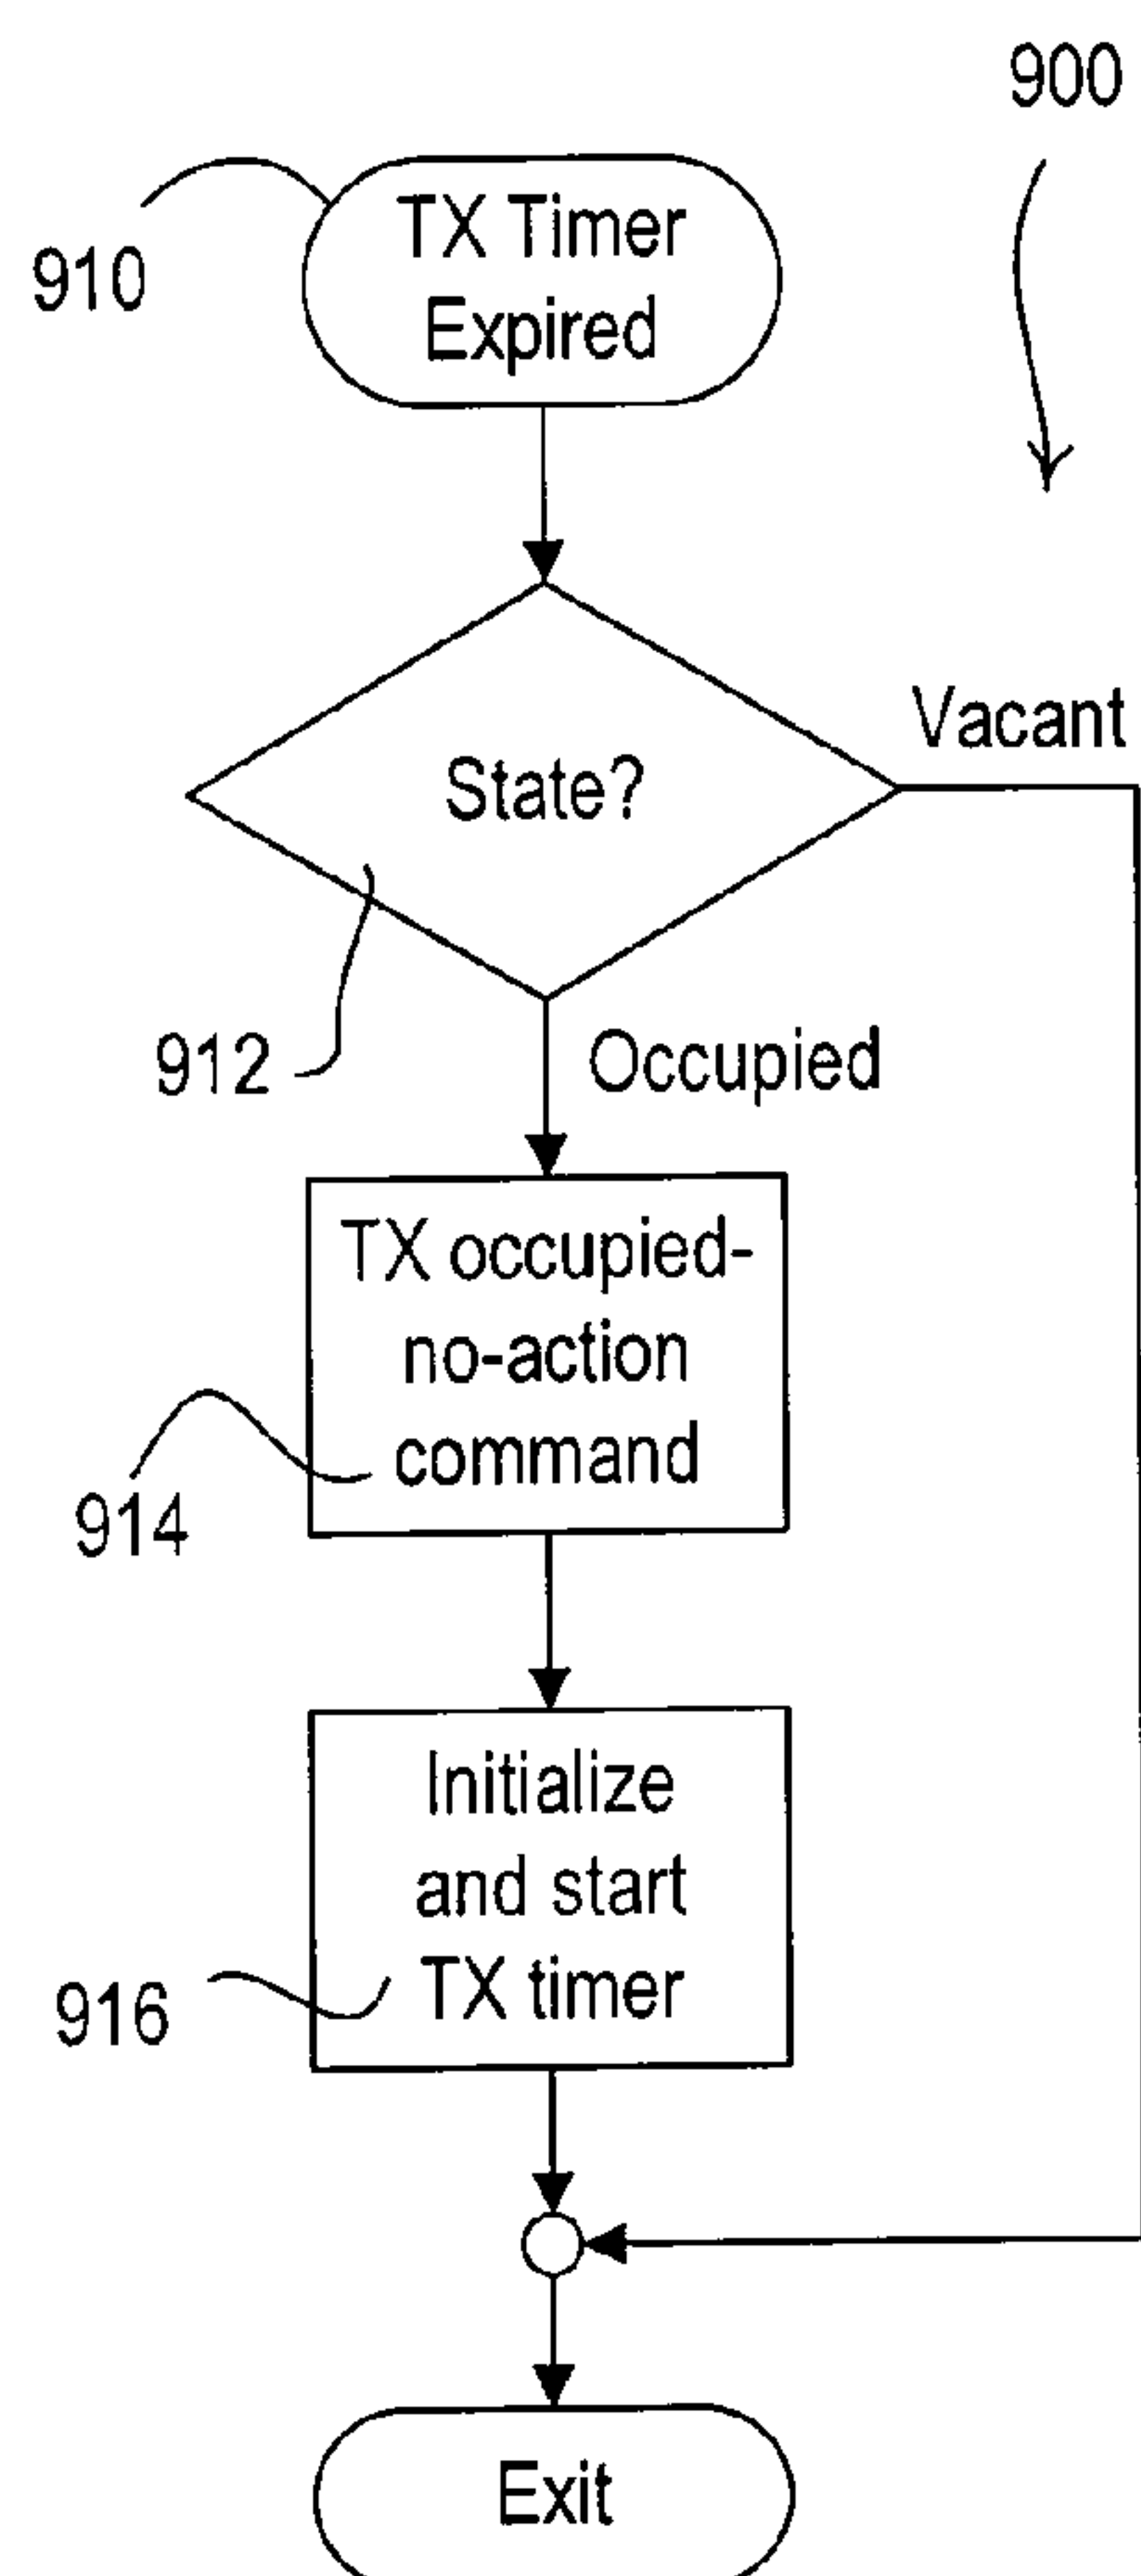 900
TX Timer
Expired
910
Vacant
State?
912
Occupied
TX occupied-
no-action
command
914
Initialize
and start
TX timer
916
Exit